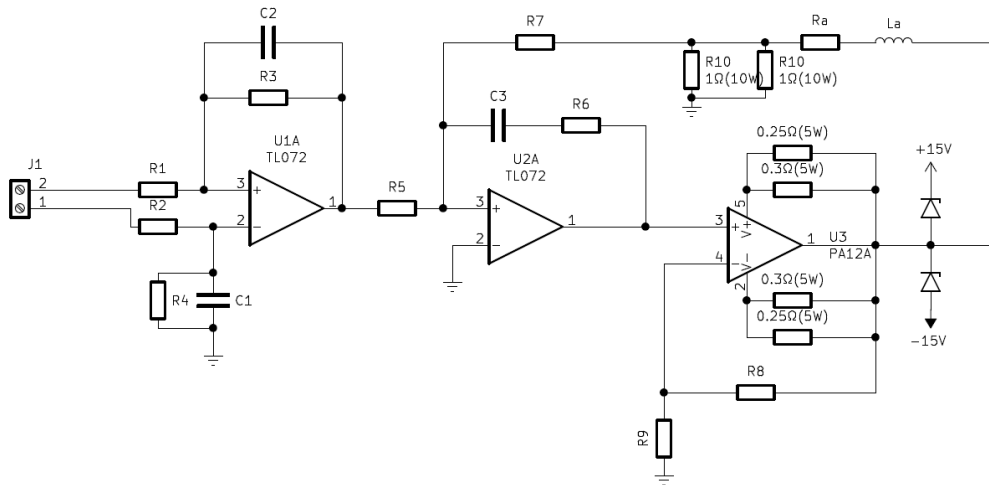 C2
R3
U1A
TL072
J1
2
1
R1
R2
3
+
2
−
1
R4
C1
R5
R7
C3
R6
U2A
TL072
3
+
2
−
1
R10
1Ω(10W)
R10
1Ω(10W)
Ra
La
0.25Ω(5W)
0.3Ω(5W)
5
V+
3
+
4
−
V−
2
1
U3
PA12A
0.3Ω(5W)
0.25Ω(5W)
+15V
−15V
R8
R9